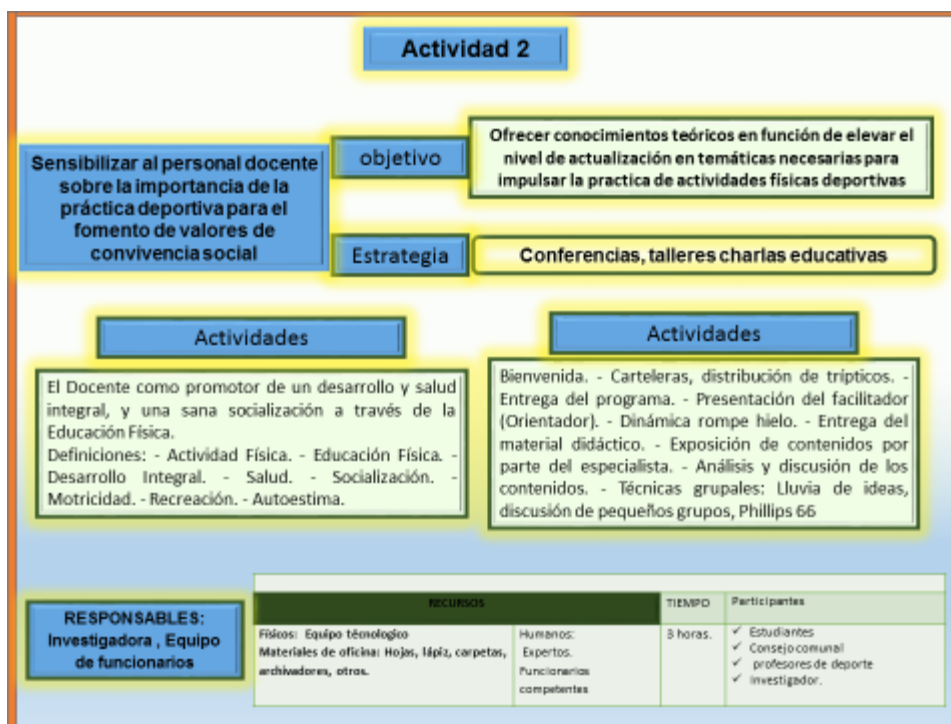 Actividad 2
Sensibilizar al personal docente
sobre la importancia de la
práctica deportiva para el
fomento de valores de
convivencia social
objetivo
Ofrecer conocimientos teóricos en función de elevar el
nivel de actualización en temáticas necesarias para
impulsar la practica de actividades físicas deportivas
Estrategia
Conferencias, talleres charlas educativas
Actividades
El Docente como promotor de un desarrollo y salud
integral, y una sana socialización a través de la
Educación Física.
Definiciones: - Actividad Física. - Educación Física. -
Desarrollo Integral. - Salud. - Socialización. -
Motricidad. - Recreación. - Autoestima.
Actividades
Bienvenida. - Carteleras, distribución de trípticos. -
Entrega del programa. - Presentación del facilitador
(Orientador). - Dinámica rompe hielo. - Entrega del
material didáctico. - Exposición de contenidos por
parte del especialista. - Análisis y discusión de los
contenidos. - Técnicas grupales: Lluvia de ideas,
discusión de pequeños grupos, Phillips 66
RESPONSABLES:
Investigadora , Equipo
de funcionarios
RECURSOS
TIEMPO
Participantes
Físicos: Equipo técnologico
Materiales de oficina: Hojas, lápiz, carpetas,
archivadores, otros.
Humanos:
Expertos.
Funcionarios
competentes
3 horas.
✓ Estudiantes
✓ Consejo comunal
✓ profesores de deporte
✓ Investigador.